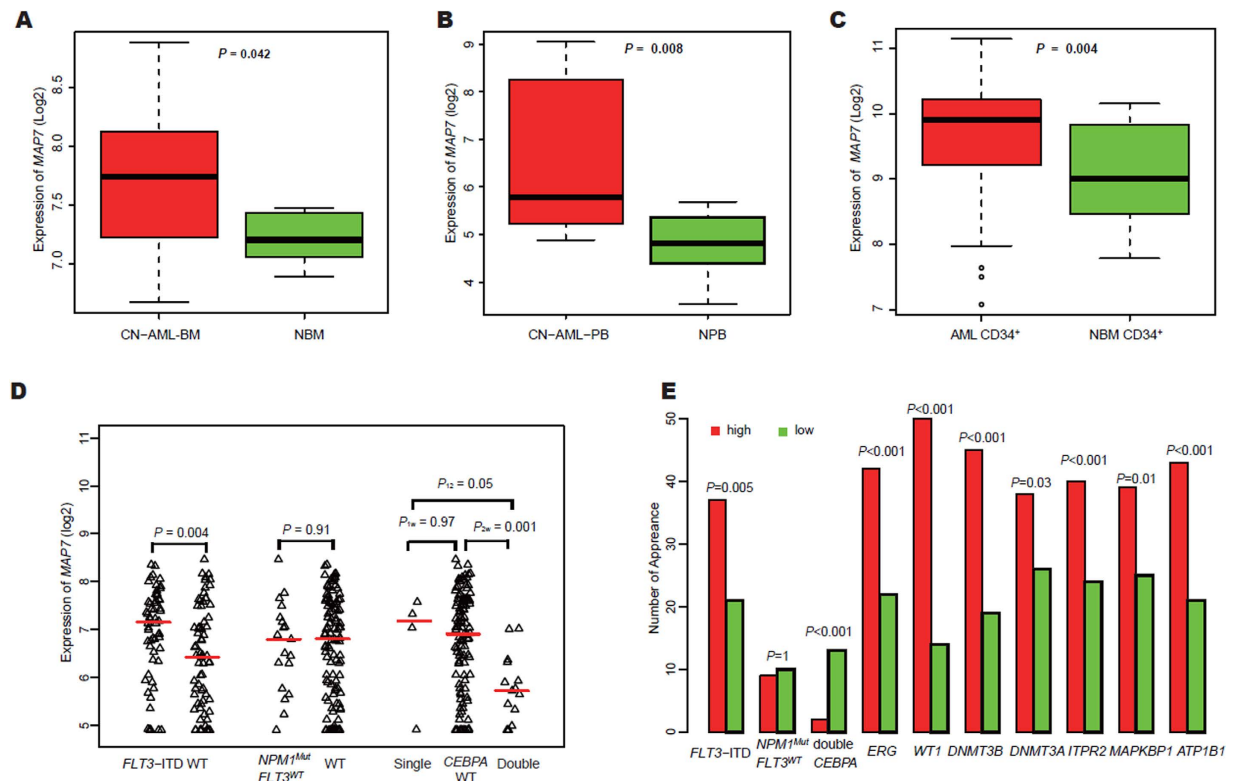 A
P = 0.042
Expression of MAP7 (Log2)
8.5
8.0
7.5
7.0
CN−AML-BM
NBM
B
P = 0.008
Expression of MAP7 (log2)
9
8
7
6
5
4
CN−AML−PB
NPB
C
P = 0.004
Expression of MAP7 (Log2)
11
10
9
8
7
AML CD34+
NBM CD34+
D
Expression of MAP7 (log2)
11
10
9
8
7
6
5
P = 0.004
P = 0.91
P12 = 0.05
P1w = 0.97
P2w = 0.001
FLT3−ITD WT
NPM1Mut
FLT3WT
WT
Single
CEBPA
WT
Double
E
Number of Apprearance
50
40
30
20
10
0
high
low
P=0.005
P=1
P<0.001
P<0.001
P<0.001
P<0.001
P=0.03
P<0.001
P=0.01
P<0.001
FLT3−ITD
NPM1Mut
FLT3WT
double
CEBPA
ERG
WT1
DNMT3B
DNMT3A
ITPR2
MAPKBP1
ATP1B1